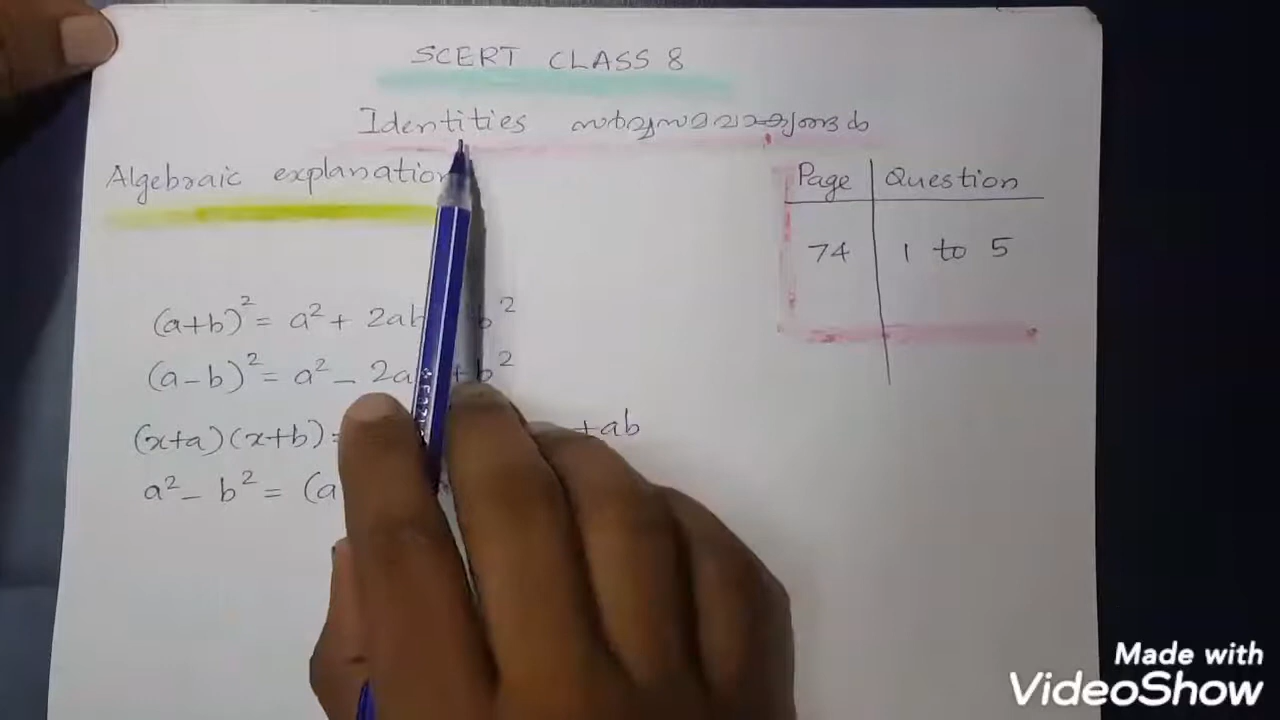 SCERT CLASS 8
Identities സർവ്വസമവാക്യങ്ങൾ
Algebraic explanation
Page Question
74 1 to 5
(a+b)² = a² + 2ab b²
(a-b)² = a² - 2a + b²
(x+a)(x+b) = +ab
a² - b² = (a
Made with
VideoShow